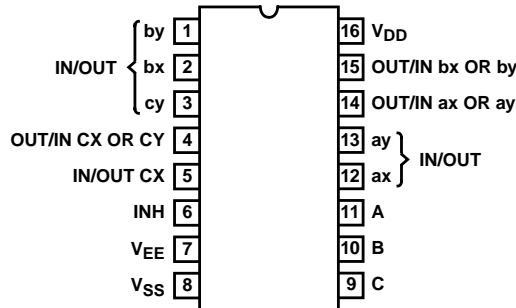 by 1 16 VDD
IN/OUT bx 2 15 OUT/IN bx OR by
cy 3 14 OUT/IN ax OR ay
OUT/IN CX OR CY 4 13 ay
IN/OUT
IN/OUT CX 5 12 ax
INH 6 11 A
VEE 7 10 B
VSS 8 9 C